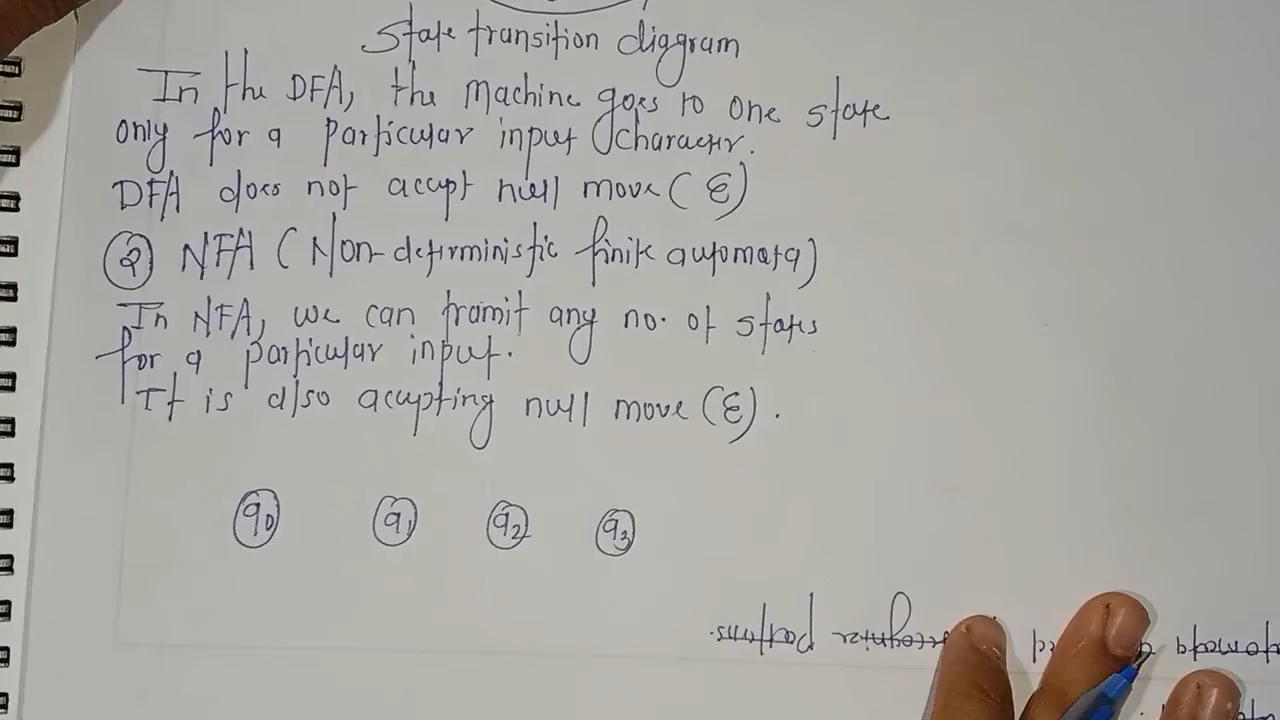 State transition diagram
In the DFA, the machine goes to one state
only for a particular input character.
DFA does not accept null move (ε)
② NFA (Non-deterministic finite automata)
In NFA, we can transit any no. of states
for a particular input.
It is also accepting null move (ε).
q0 q1 q2 q3
patterns.